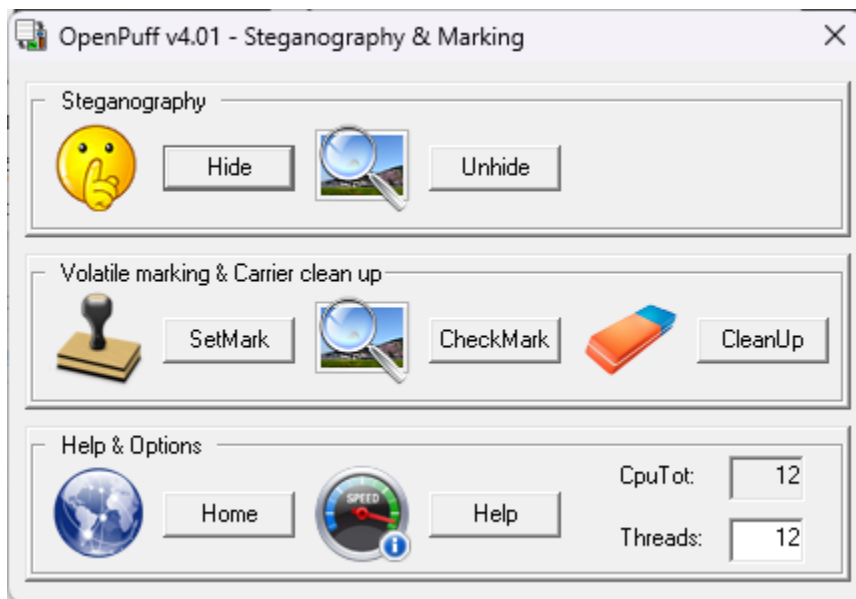 OpenPuff v4.01 - Steganography & Marking
Steganography
Hide
Unhide
Volatile marking & Carrier clean up
SetMark
CheckMark
CleanUp
Help & Options
Home
SPEED
Help
CpuTot: 12
Threads: 12